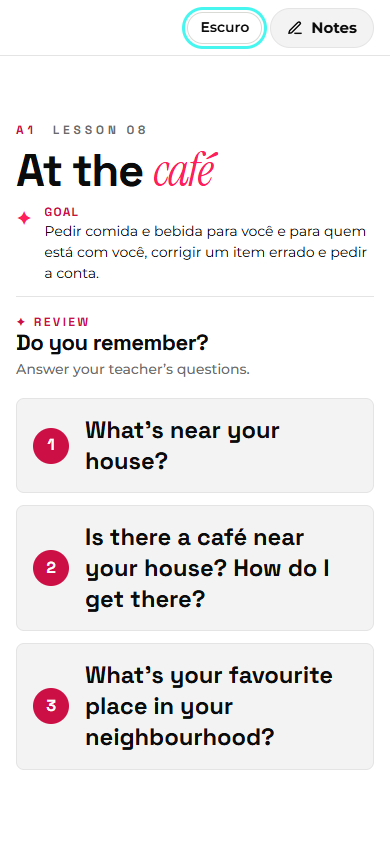 Escuro
Notes
A1 LESSON 08
At the café
GOAL
Pedir comida e bebida para você e para quem
está com você, corrigir um item errado e pedir
a conta.
REVIEW
Do you remember?
Answer your teacher's questions.
1
What's near your
house?
2
Is there a café near
your house? How do I
get there?
3
What's your favourite
place in your
neighbourhood?